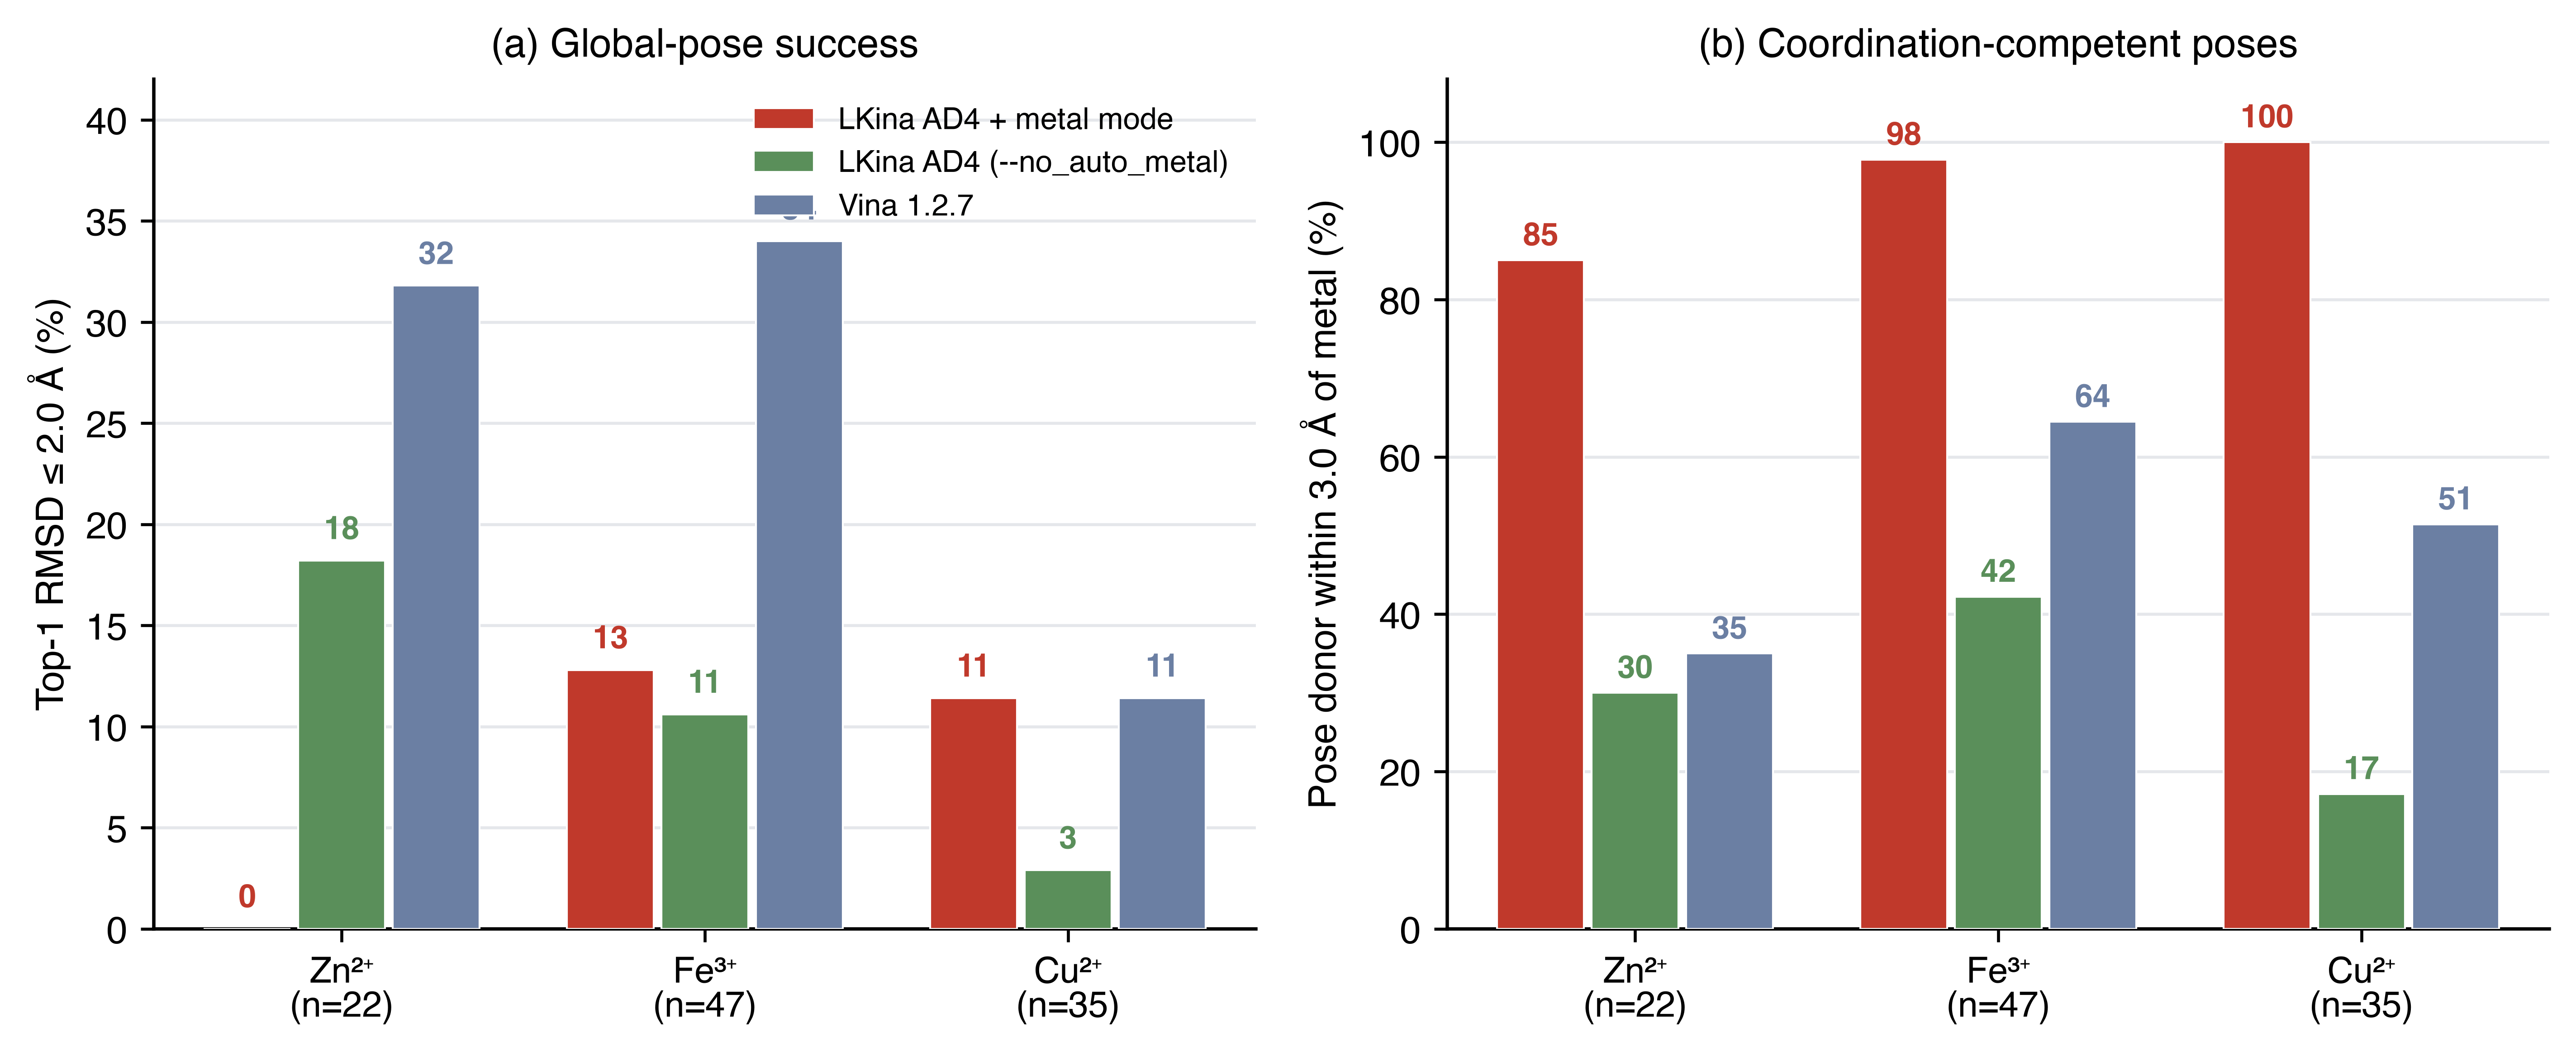 (a) Global-pose success
Top-1 RMSD ≤ 2.0 Å (%)
40
35
30
25
20
15
10
5
0
LKina AD4 + metal mode
LKina AD4 (--no_auto_metal)
Vina 1.2.7
0
18
32
13
11
11
3
11
Zn²⁺
(n=22)
Fe³⁺
(n=47)
Cu²⁺
(n=35)
(b) Coordination-competent poses
Pose donor within 3.0 Å of metal (%)
100
80
60
40
20
0
85
30
35
98
42
64
100
17
51
Zn²⁺
(n=22)
Fe³⁺
(n=47)
Cu²⁺
(n=35)